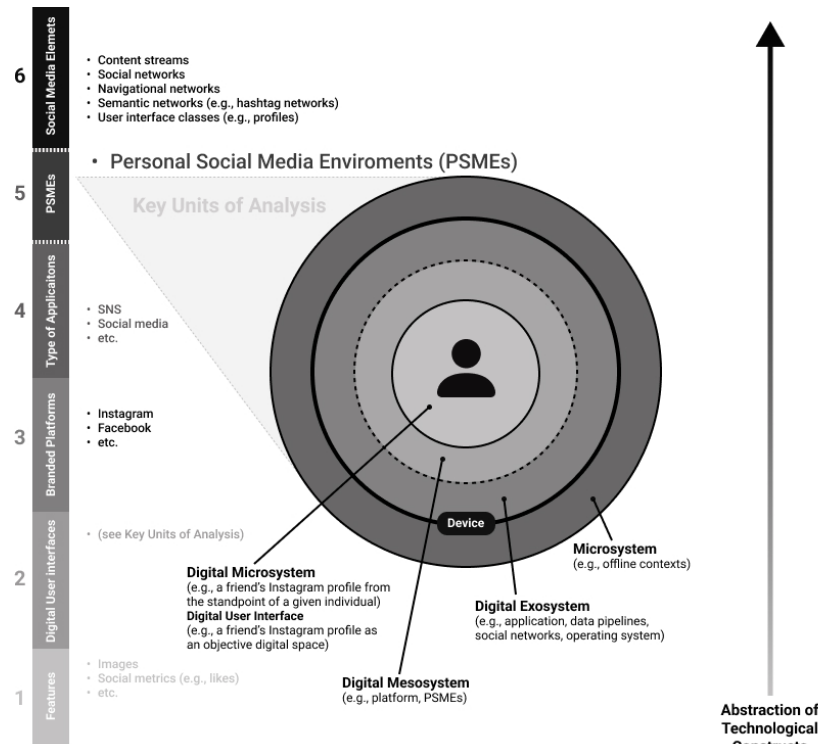 6
Social Media Elemets
• Content streams
• Social networks
• Navigational networks
• Semantic networks (e.g., hashtag networks)
• User interface classes (e.g., profiles)
5
PSMEs
• Personal Social Media Enviroments (PSMEs)
Key Units of Analysis
4
Type of Applicaitons
• SNS
• Social media
• etc.
3
Branded Platforms
• Instagram
• Facebook
• etc.
2
Digital User interfaces
• (see Key Units of Analysis)
1
Features
• Images
• Social metrics (e.g., likes)
• etc.
Device
Digital Microsystem
(e.g., a friend's Instagram profile from
the standpoint of a given individual)
Digital User Interface
(e.g., a friend's Instagram profile as
an objective digital space)
Digital Mesosystem
(e.g., platform, PSMEs)
Digital Exosystem
(e.g., application, data pipelines,
social networks, operating system)
Microsystem
(e.g., offline contexts)
Abstraction of
Technological